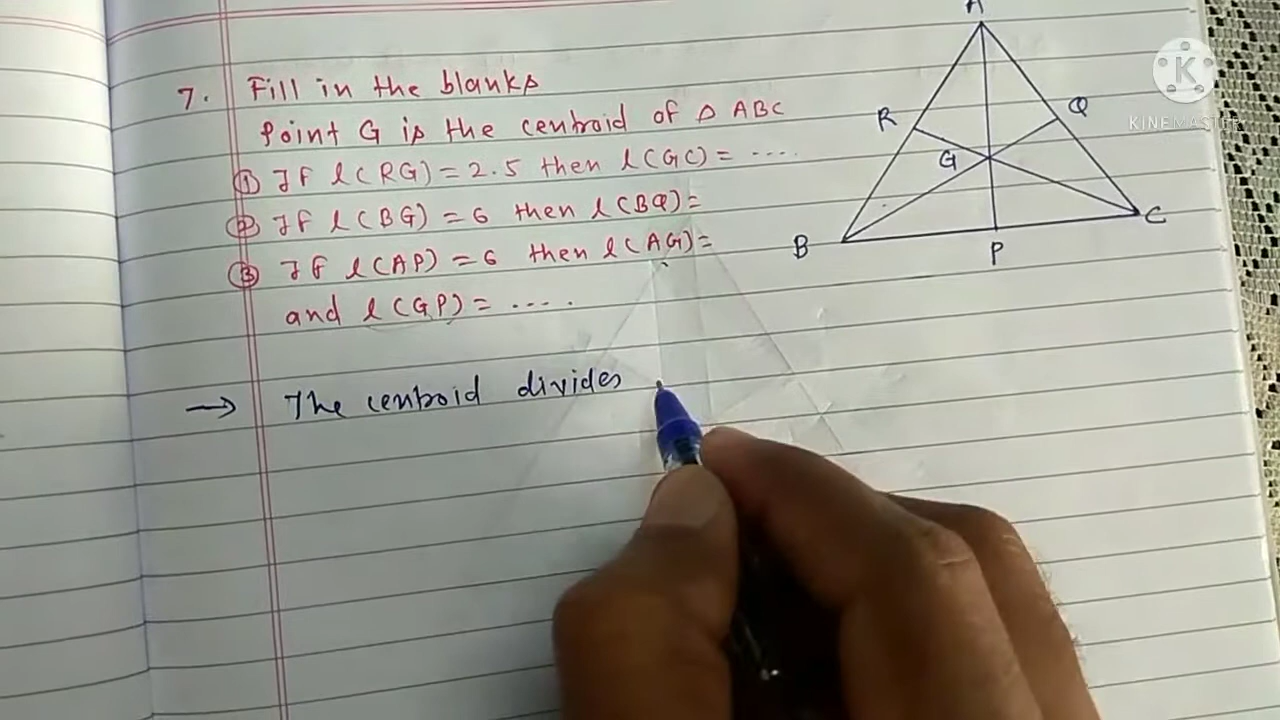 7. Fill in the blanks
Point G is the centroid of △ ABC
① If l(RG) = 2.5 then l(GC) = ....
② If l(BG) = 6 then l(BQ) =
③ If l(AP) = 6 then l(AG) =
and l(GP) = ....
→ The centroid divides
A
R
Q
G
B
C
P
K
KINEMASTER